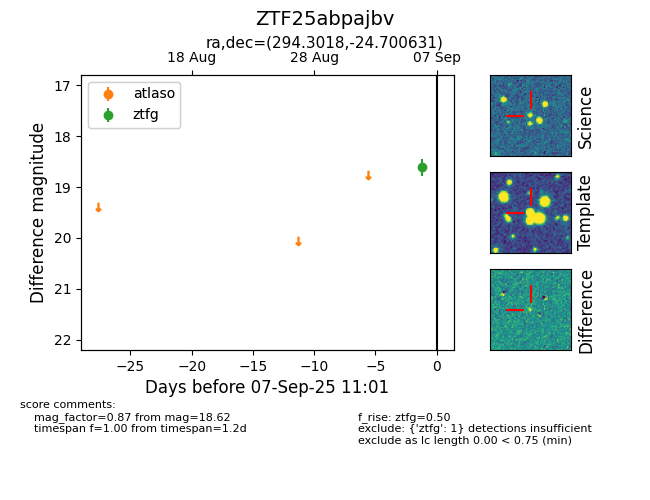 ZTF25abpajbv
ra,dec=(294.3018,-24.700631)
18 Aug
28 Aug
07 Sep
atlaso
ztfg
17
18
19
20
21
22
Difference magnitude
−25
−20
−15
−10
−5
0
Days before 07-Sep-25 11:01
Science
Template
Difference
score comments:
mag_factor=0.87 from mag=18.62
timespan f=1.00 from timespan=1.2d
f_rise: ztfg=0.50
exclude: {'ztfg': 1} detections insufficient
exclude as lc length 0.00 < 0.75 (min)